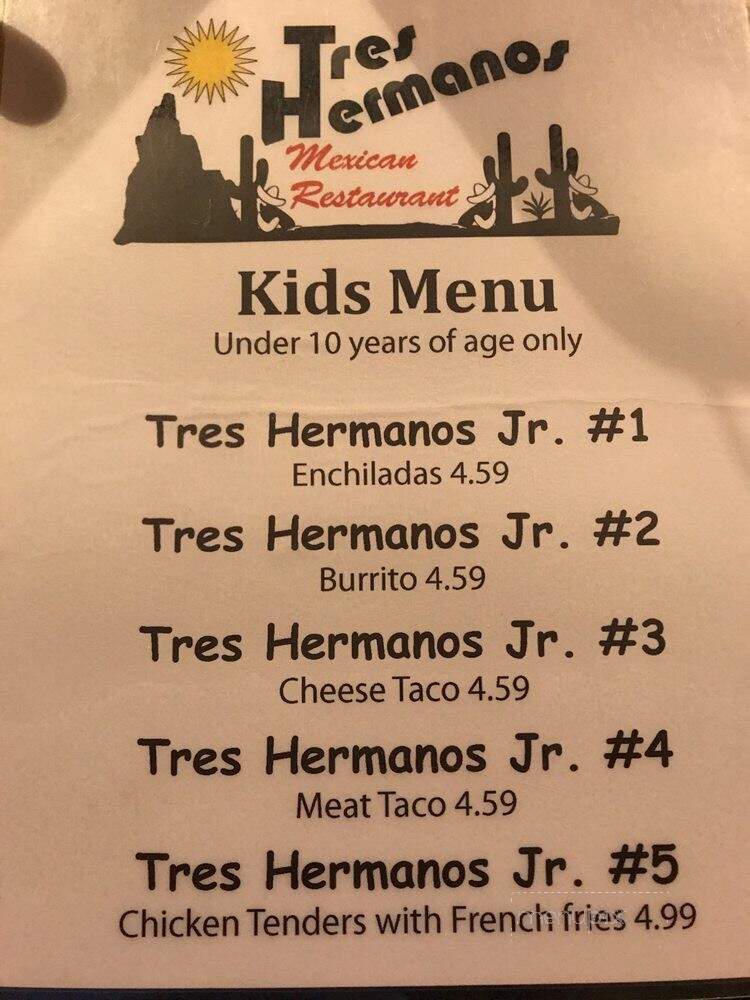 Tres
Hermanos
Mexican
Restaurant
Kids Menu
Under 10 years of age only
Tres Hermanos Jr. #1
Enchiladas 4.59
Tres Hermanos Jr. #2
Burrito 4.59
Tres Hermanos Jr. #3
Cheese Taco 4.59
Tres Hermanos Jr. #4
Meat Taco 4.59
Tres Hermanos Jr. #5
Chicken Tenders with French fries 4.99